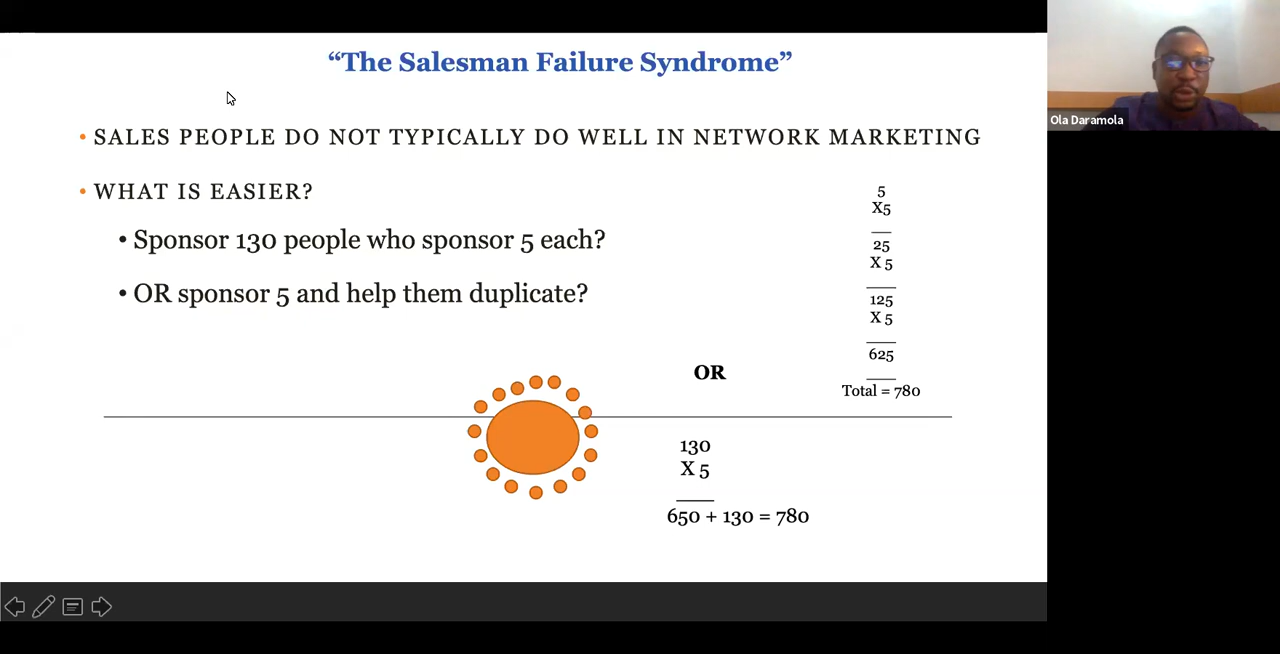 “The Salesman Failure Syndrome”
• SALES PEOPLE DO NOT TYPICALLY DO WELL IN NETWORK MARKETING
• WHAT IS EASIER?
• Sponsor 130 people who sponsor 5 each?
• OR sponsor 5 and help them duplicate?
5
X5
25
X 5
125
X 5
625
Total = 780
OR
130
X 5
650 + 130 = 780
Ola Daramola